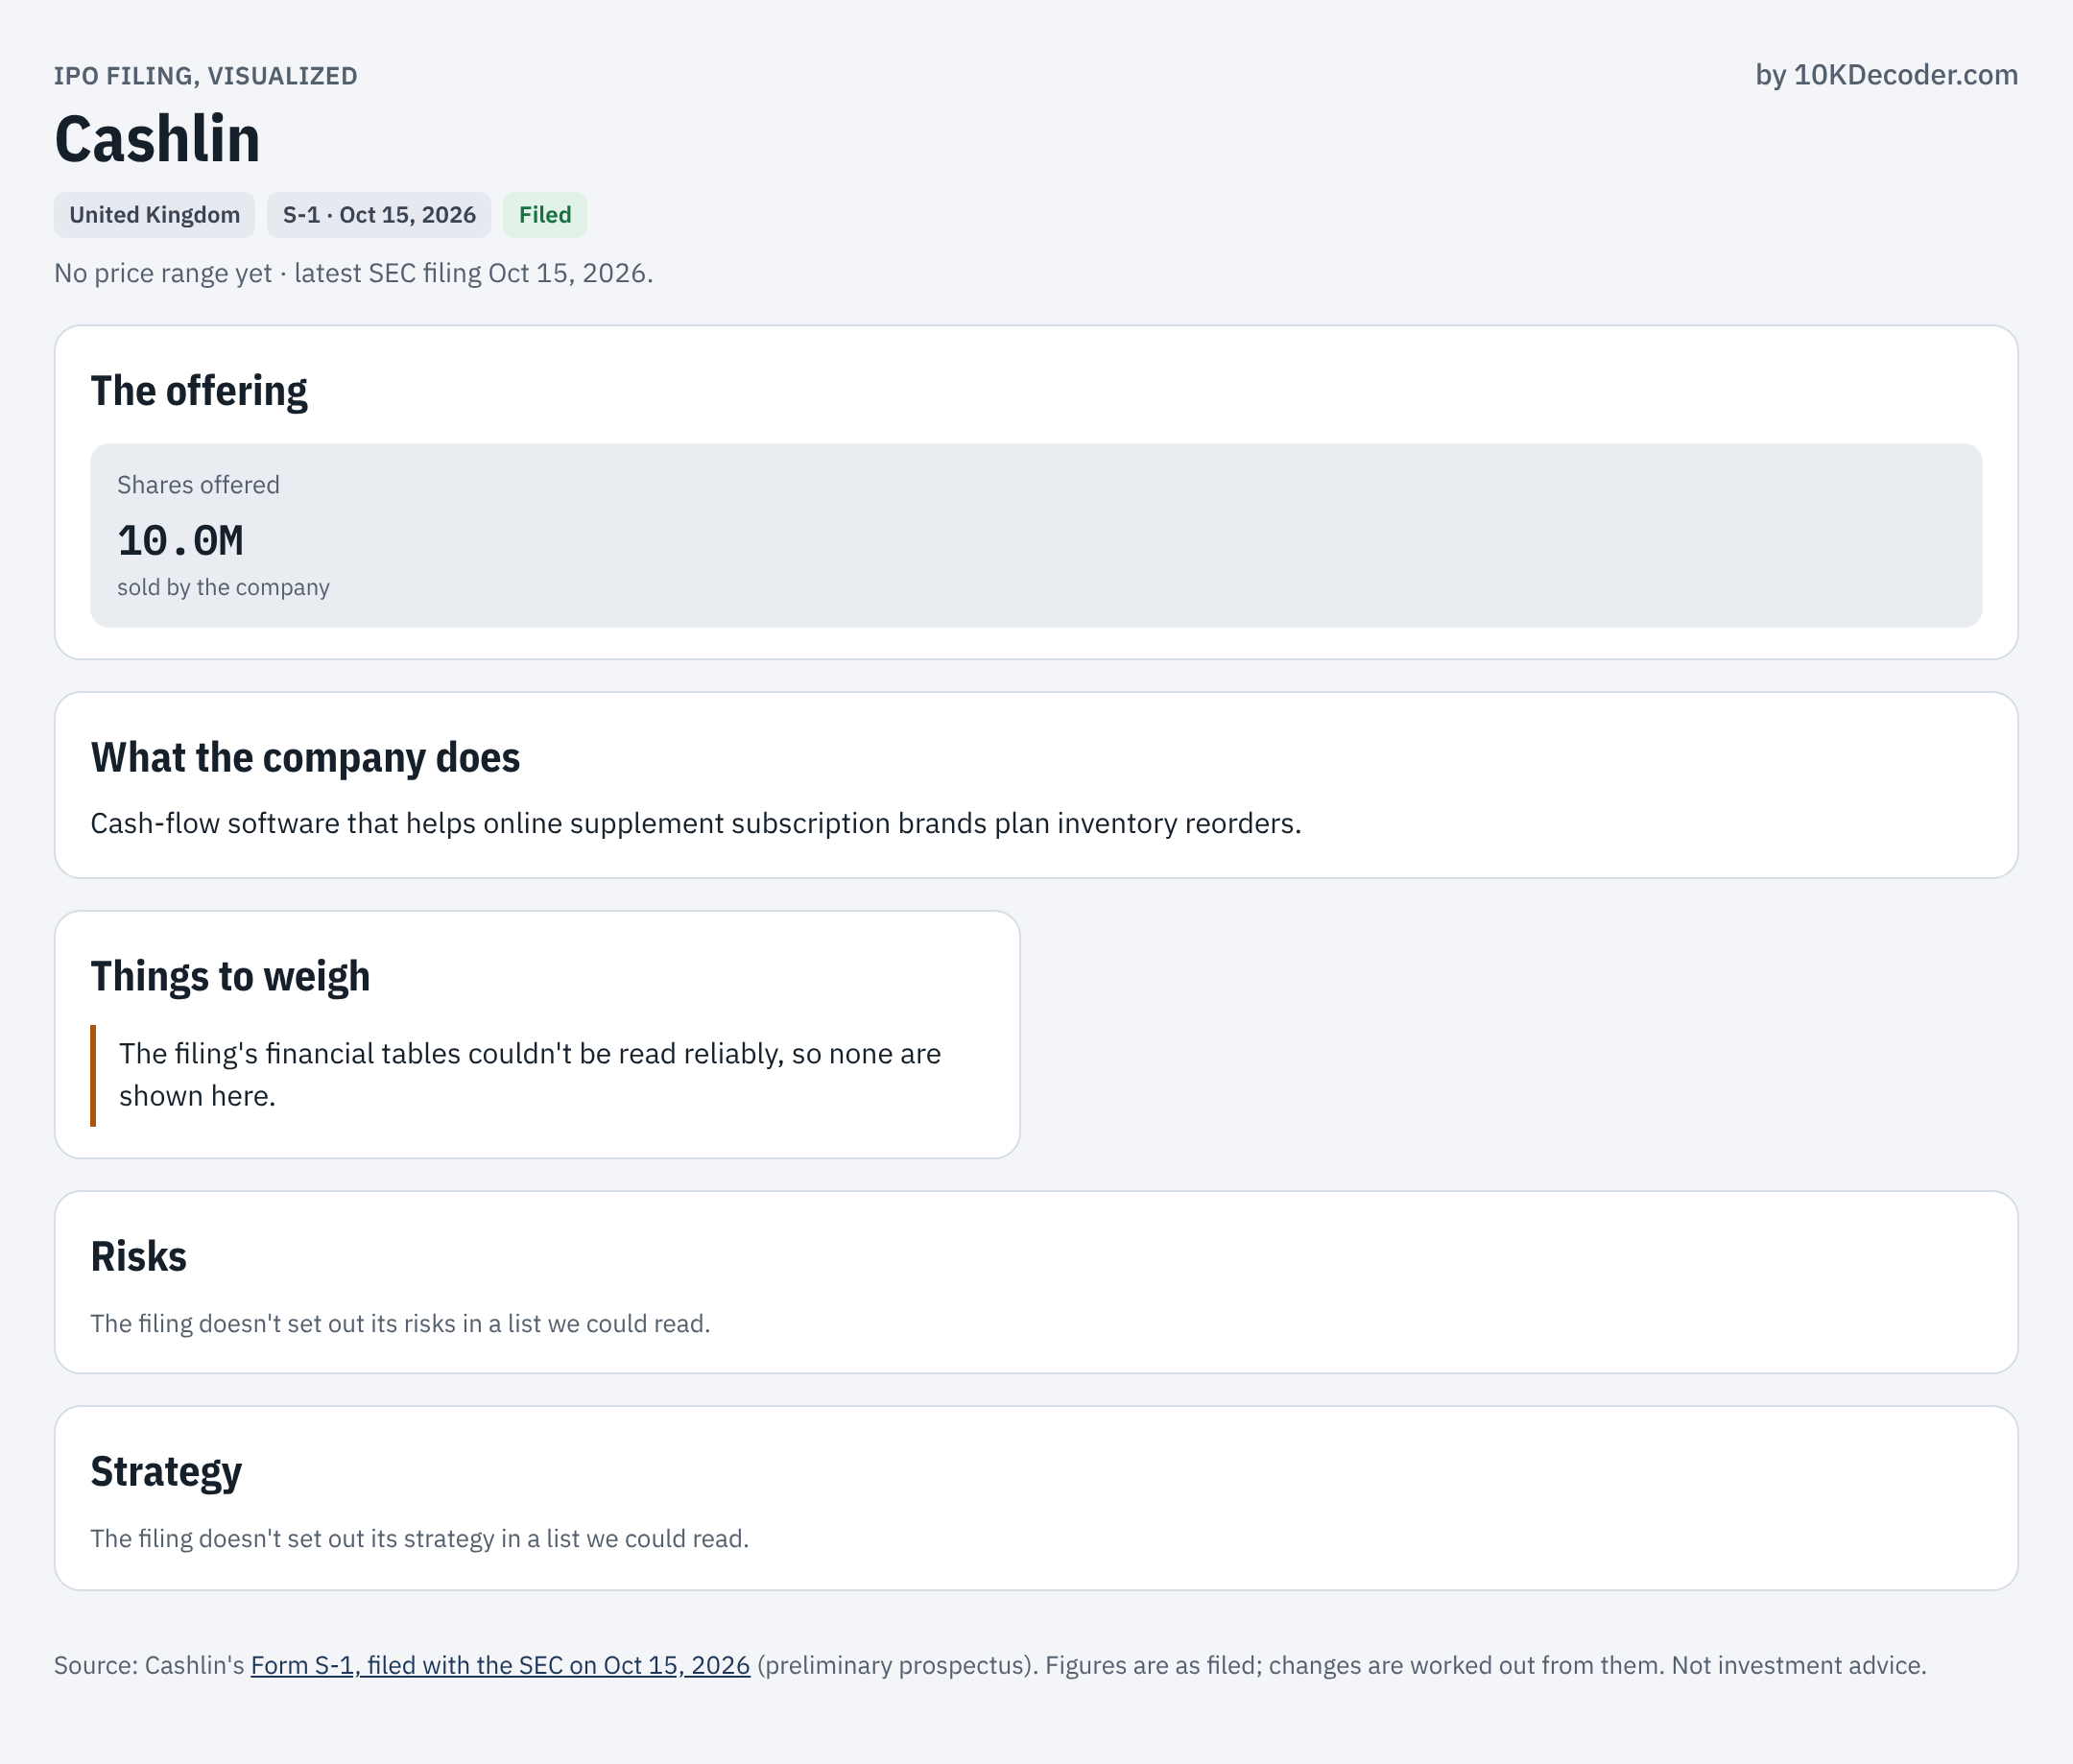 IPO FILING, VISUALIZED
by 10KDecoder.com
Cashlin
United Kingdom
S-1 · Oct 15, 2026
Filed
No price range yet · latest SEC filing Oct 15, 2026.
The offering
Shares offered
10.0M
sold by the company
What the company does
Cash-flow software that helps online supplement subscription brands plan inventory reorders.
Things to weigh
The filing's financial tables couldn't be read reliably, so none are
shown here.
Risks
The filing doesn't set out its risks in a list we could read.
Strategy
The filing doesn't set out its strategy in a list we could read.
Source: Cashlin's Form S-1, filed with the SEC on Oct 15, 2026 (preliminary prospectus). Figures are as filed; changes are worked out from them. Not investment advice.